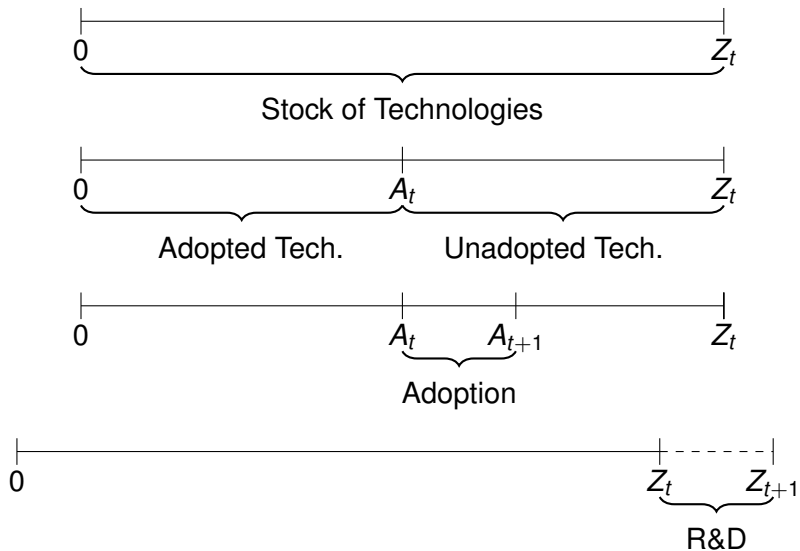 0 Z_t
Stock of Technologies
0 A_t Z_t
Adopted Tech. Unadopted Tech.
0 A_t A_{t+1} Z_t
Adoption
0 Z_t Z_{t+1}
R&D